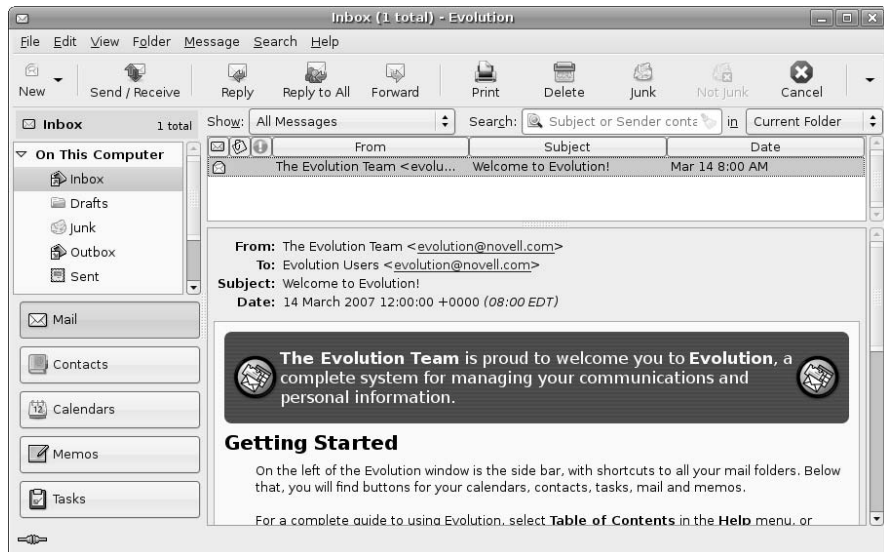 Inbox (1 total) - Evolution
File Edit View Folder Message Search Help
New Send / Receive Reply Reply to All Forward Print Delete Junk Not Junk Cancel
Inbox 1 total
Show: All Messages Search: Subject or Sender conta in Current Folder
On This Computer
Inbox
Drafts
Junk
Outbox
Sent
Mail
Contacts
12 Calendars
Memos
Tasks
From Subject Date
The Evolution Team <evolu... Welcome to Evolution! Mar 14 8:00 AM
From: The Evolution Team <evolution@novell.com>
To: Evolution Users <evolution@novell.com>
Subject: Welcome to Evolution!
Date: 14 March 2007 12:00:00 +0000 (08:00 EDT)
The Evolution Team is proud to welcome you to Evolution, a
complete system for managing your communications and
personal information.
Getting Started
On the left of the Evolution window is the side bar, with shortcuts to all your mail folders. Below
that, you will find buttons for your calendars, contacts, tasks, mail and memos.
For a complete guide to using Evolution, select Table of Contents in the Help menu, or